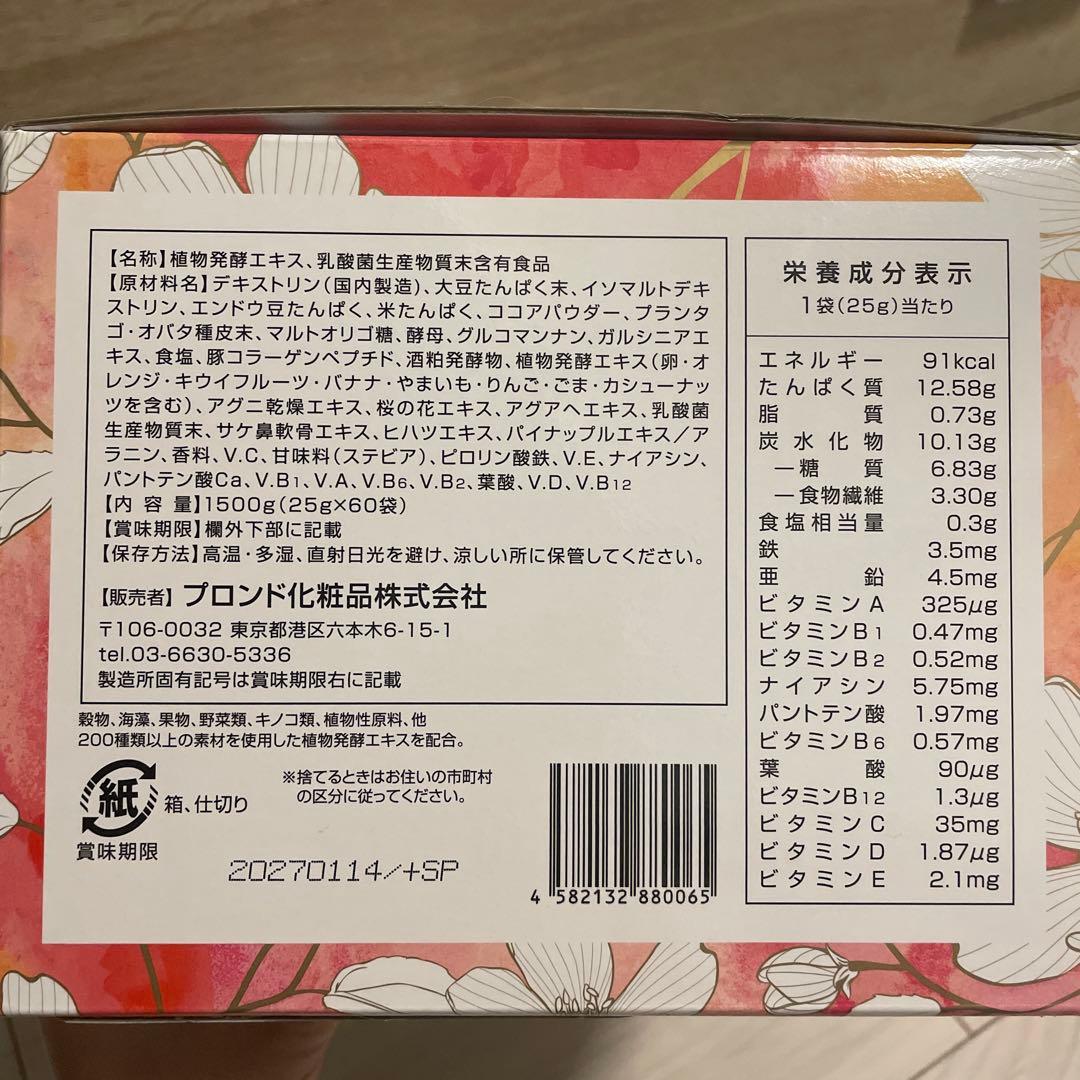 【名称】植物発酵エキス、乳酸菌生産物質末含有食品
【原材料名】デキストリン(国内製造)、大豆たんぱく末、イソマルトデキ
ストリン、エンドウ豆たんぱく、米たんぱく、ココアパウダー、プランタ
ゴ・オバタ種皮末、マルトオリゴ糖、酵母、グルコマンナン、ガルシニアエ
キス、食塩、豚コラーゲンペプチド、酒粕発酵物、植物発酵エキス(卵・オ
レンジ・キウイフルーツ・バナナ・やまいも・りんご・ごま・カシューナッ
ツを含む)、アグニ乾燥エキス、桜の花エキス、アグアヘエキス、乳酸菌
生産物質末、サケ鼻軟骨エキス、ヒハツエキス、パイナップルエキス/ア
ラニン、香料、V.C、甘味料(ステビア)、ピロリン酸鉄、V.E、ナイアシン、
パントテン酸Ca、V.B1、V.A、V.B6、V.B2、葉酸、V.D、V.B12
【内 容 量】1500g(25g×60袋)
【賞味期限】欄外下部に記載
【保存方法】高温・多湿、直射日光を避け、涼しい所に保管してください。
【販売者】プロンド化粧品株式会社
〒106-0032 東京都港区六本木6-15-1
tel.03-6630-5336
製造所固有記号は賞味期限右に記載
穀物、海藻、果物、野菜類、キノコ類、植物性原料、他
200種類以上の素材を使用した植物発酵エキスを配合。
紙 箱、仕切り
※捨てるときはお住いの市町村
の区分に従ってください。
賞味期限
20270114/+SP
4 582132 880065
栄養成分表示
1袋(25g)当たり
エネルギー 91kcal
たんぱく質 12.58g
脂質 0.73g
炭水化物 10.13g
―糖質 6.83g
―食物繊維 3.30g
食塩相当量 0.3g
鉄 3.5mg
亜鉛 4.5mg
ビタミンA 325μg
ビタミンB1 0.47mg
ビタミンB2 0.52mg
ナイアシン 5.75mg
パントテン酸 1.97mg
ビタミンB6 0.57mg
葉酸 90μg
ビタミンB12 1.3μg
ビタミンC 35mg
ビタミンD 1.87μg
ビタミンE 2.1mg